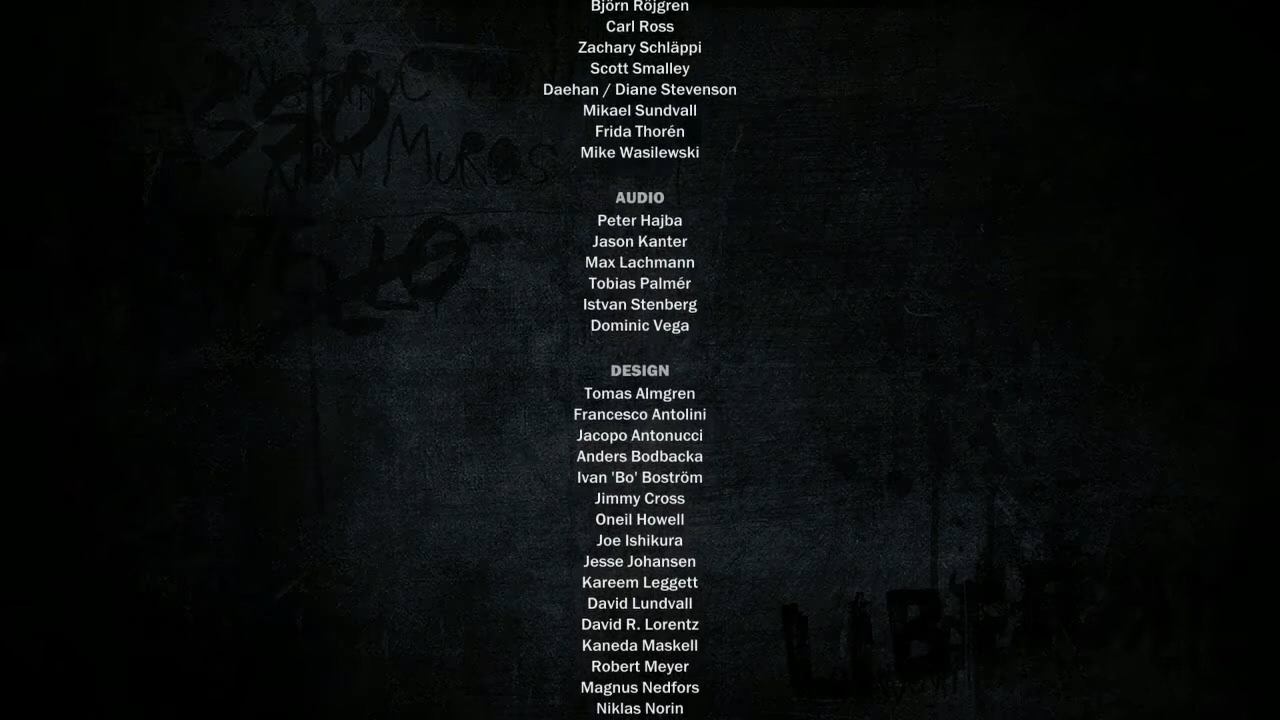 Björn Röjgren
Carl Ross
Zachary Schläppi
Scott Smalley
Daehan / Diane Stevenson
Mikael Sundvall
Frida Thorén
Mike Wasilewski
AUDIO
Peter Hajba
Jason Kanter
Max Lachmann
Tobias Palmér
Istvan Stenberg
Dominic Vega
DESIGN
Tomas Almgren
Francesco Antolini
Jacopo Antonucci
Anders Bodbacka
Ivan 'Bo' Boström
Jimmy Cross
Oneil Howell
Joe Ishikura
Jesse Johansen
Kareem Leggett
David Lundvall
David R. Lorentz
Kaneda Maskell
Robert Meyer
Magnus Nedfors
Niklas Norin
MUROS